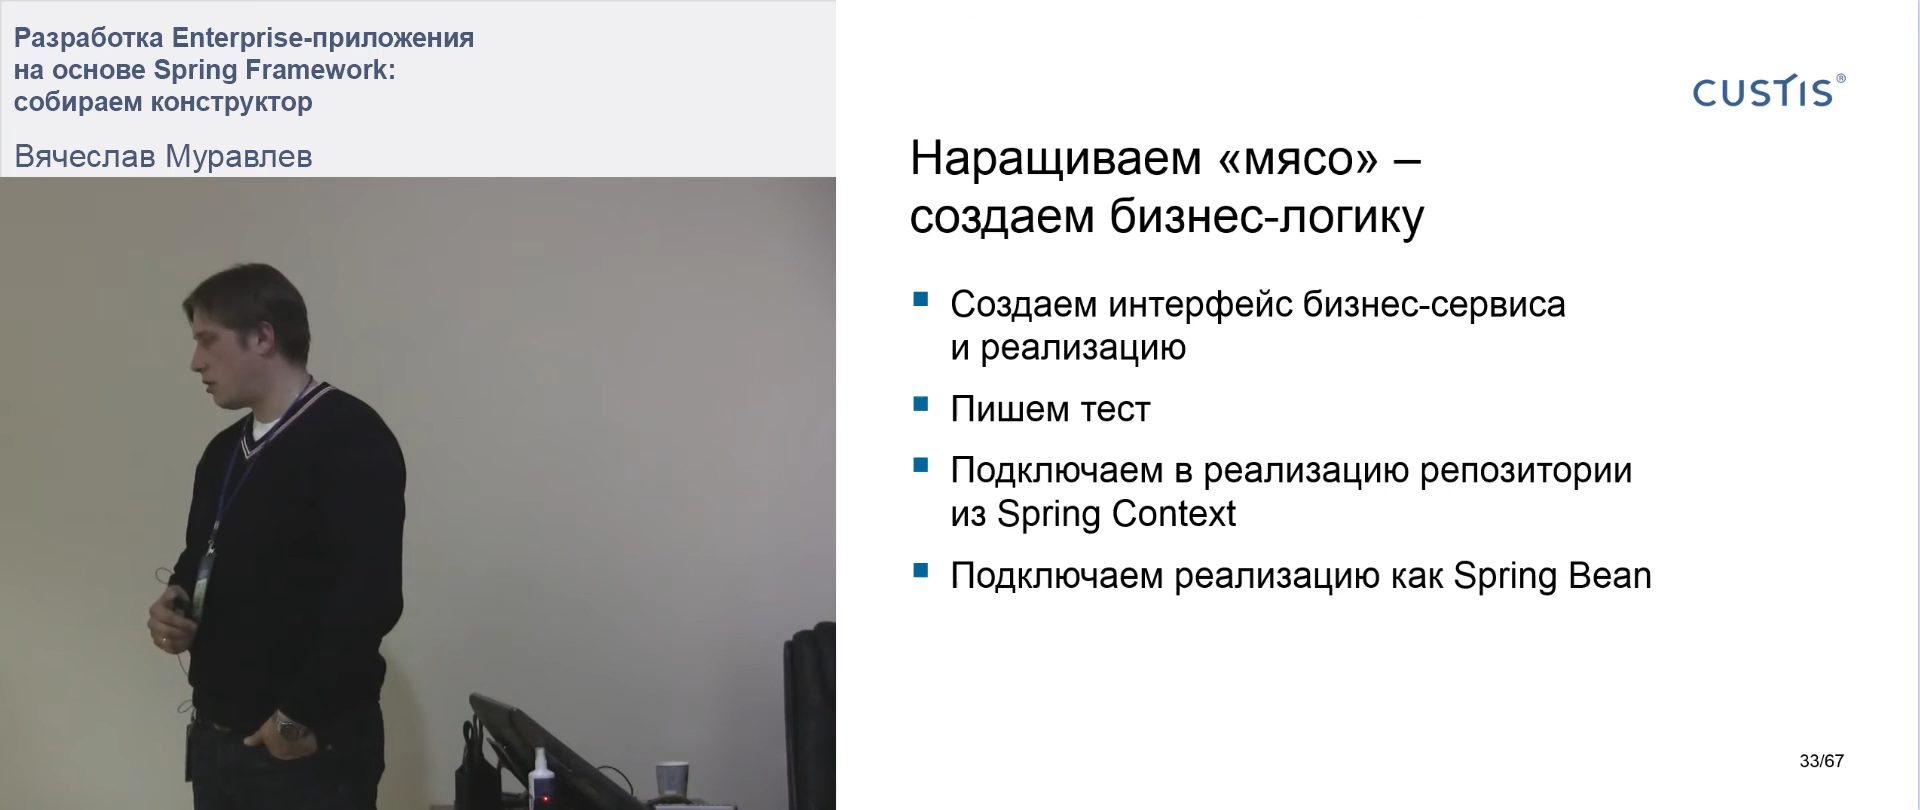 Разработка Enterprise-приложения
на основе Spring Framework:
собираем конструктор
Вячеслав Муравлев
CUSTIS®
Наращиваем «мясо» –
создаем бизнес-логику
Создаем интерфейс бизнес-сервиса
и реализацию
Пишем тест
Подключаем в реализацию репозитории
из Spring Context
Подключаем реализацию как Spring Bean
33/67